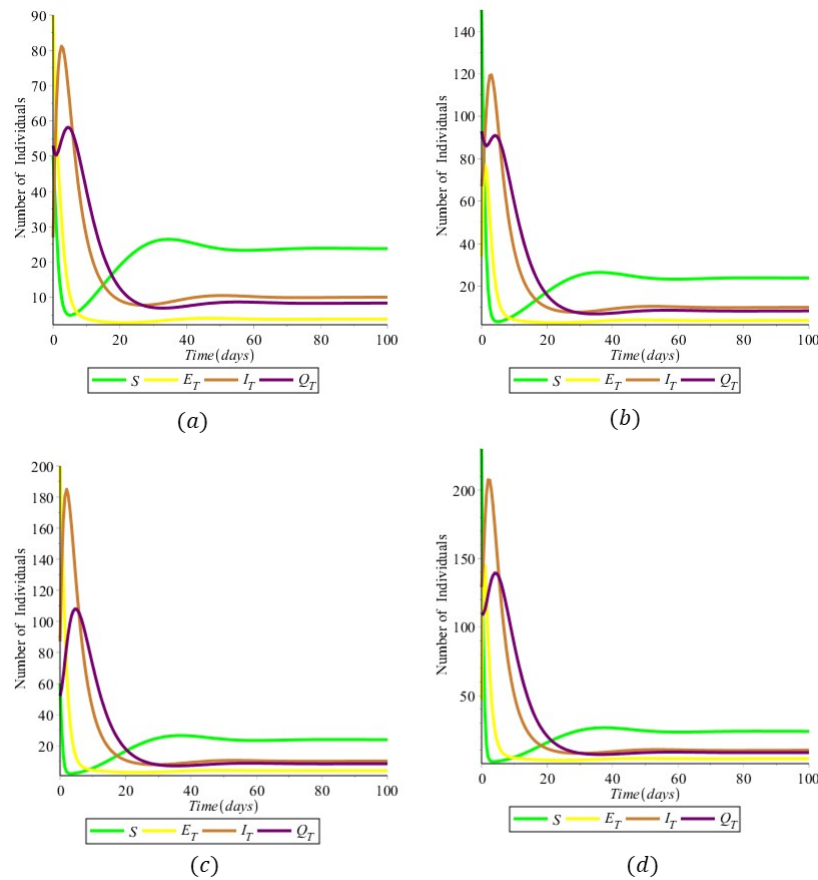 90
80
70
60
50
40
30
20
10
Number of Individuals
0 20 40 60 80 100
Time(days)
S E_T I_T Q_T
(a)
140
120
100
80
60
40
20
Number of Individuals
0 20 40 60 80 100
Time(days)
S E_T I_T Q_T
(b)
200
180
160
140
120
100
80
60
40
20
Number of Individuals
0 20 40 60 80 100
Time(days)
S E_T I_T Q_T
(c)
200
150
100
50
Number of Individuals
0 20 40 60 80 100
Time(days)
S E_T I_T Q_T
(d)